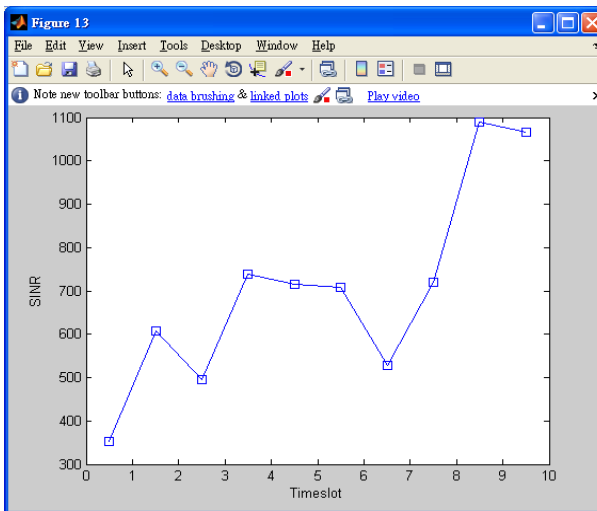 Figure 13
File Edit View Insert Tools Desktop Window Help
Note new toolbar buttons: data brushing & linked plots Play video
1100
1000
900
800
700
600
500
400
300
SINR
0 1 2 3 4 5 6 7 8 9 10
Timeslot